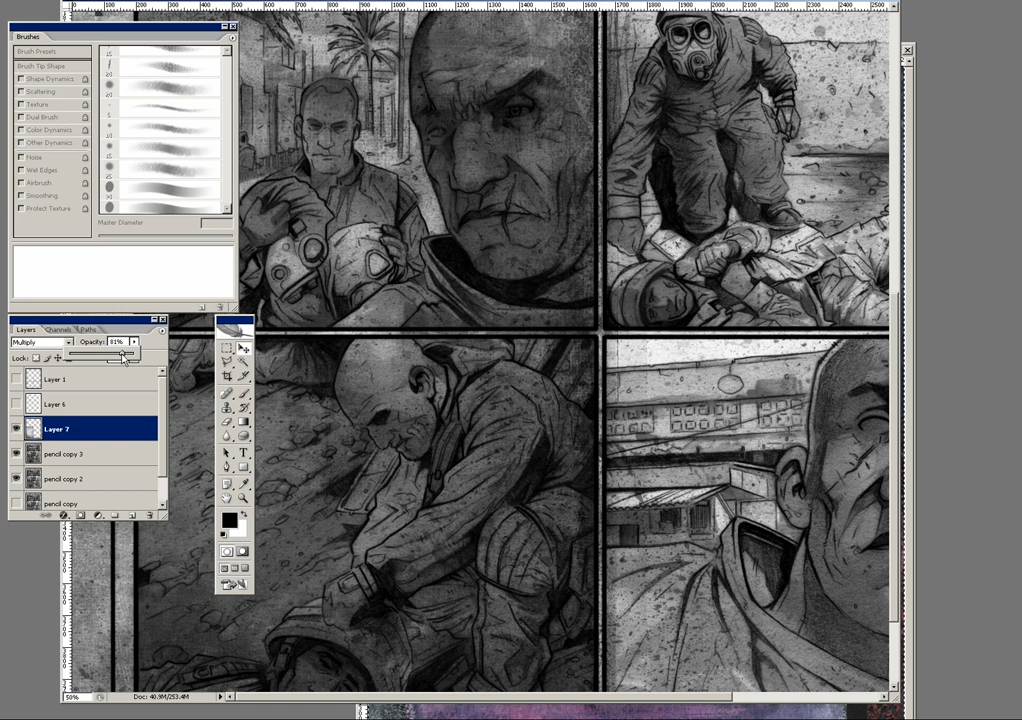 Brushes
Brush Presets
Brush Tip Shape
Shape Dynamics
Scattering
Texture
Dual Brush
Color Dynamics
Other Dynamics
Noise
Wet Edges
Airbrush
Smoothing
Protect Texture
Master Diameter
Layers
Channels
Paths
Multiply
Opacity: 81%
Lock:
Layer 1
Layer 6
Layer 7
pencil copy 3
pencil copy 2
pencil copy
50%
Doc: 40.9M/253.4M